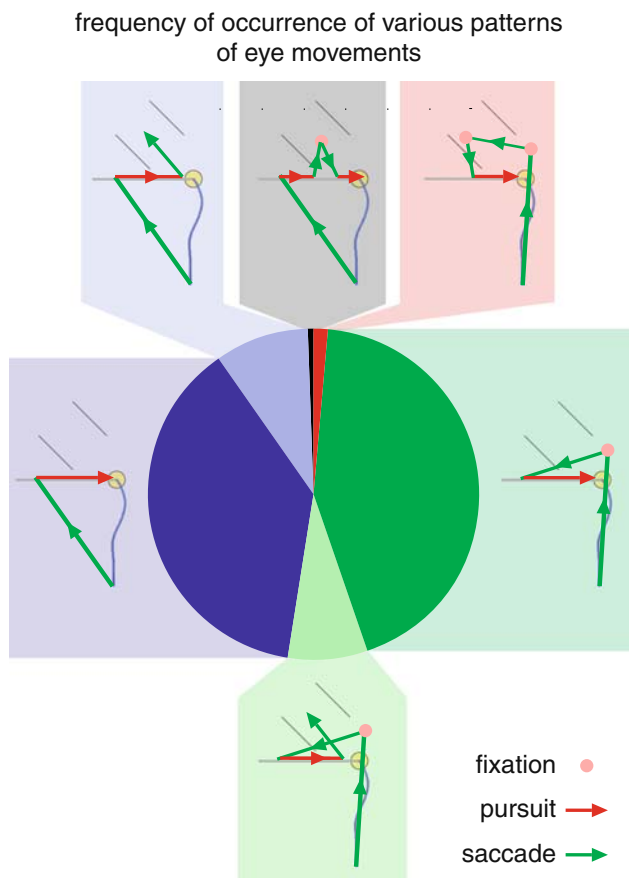 frequency of occurrence of various patterns
of eye movements
fixation
pursuit
saccade